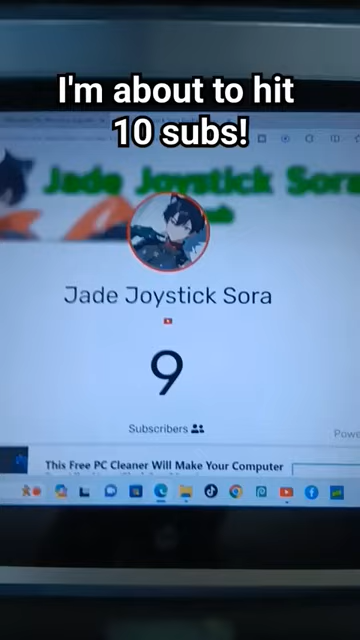 I'm about to hit
10 subs!
Jade Joystick Sora
Jade Joystick Sora
9
Subscribers
Powe
This Free PC Cleaner Will Make Your Computer